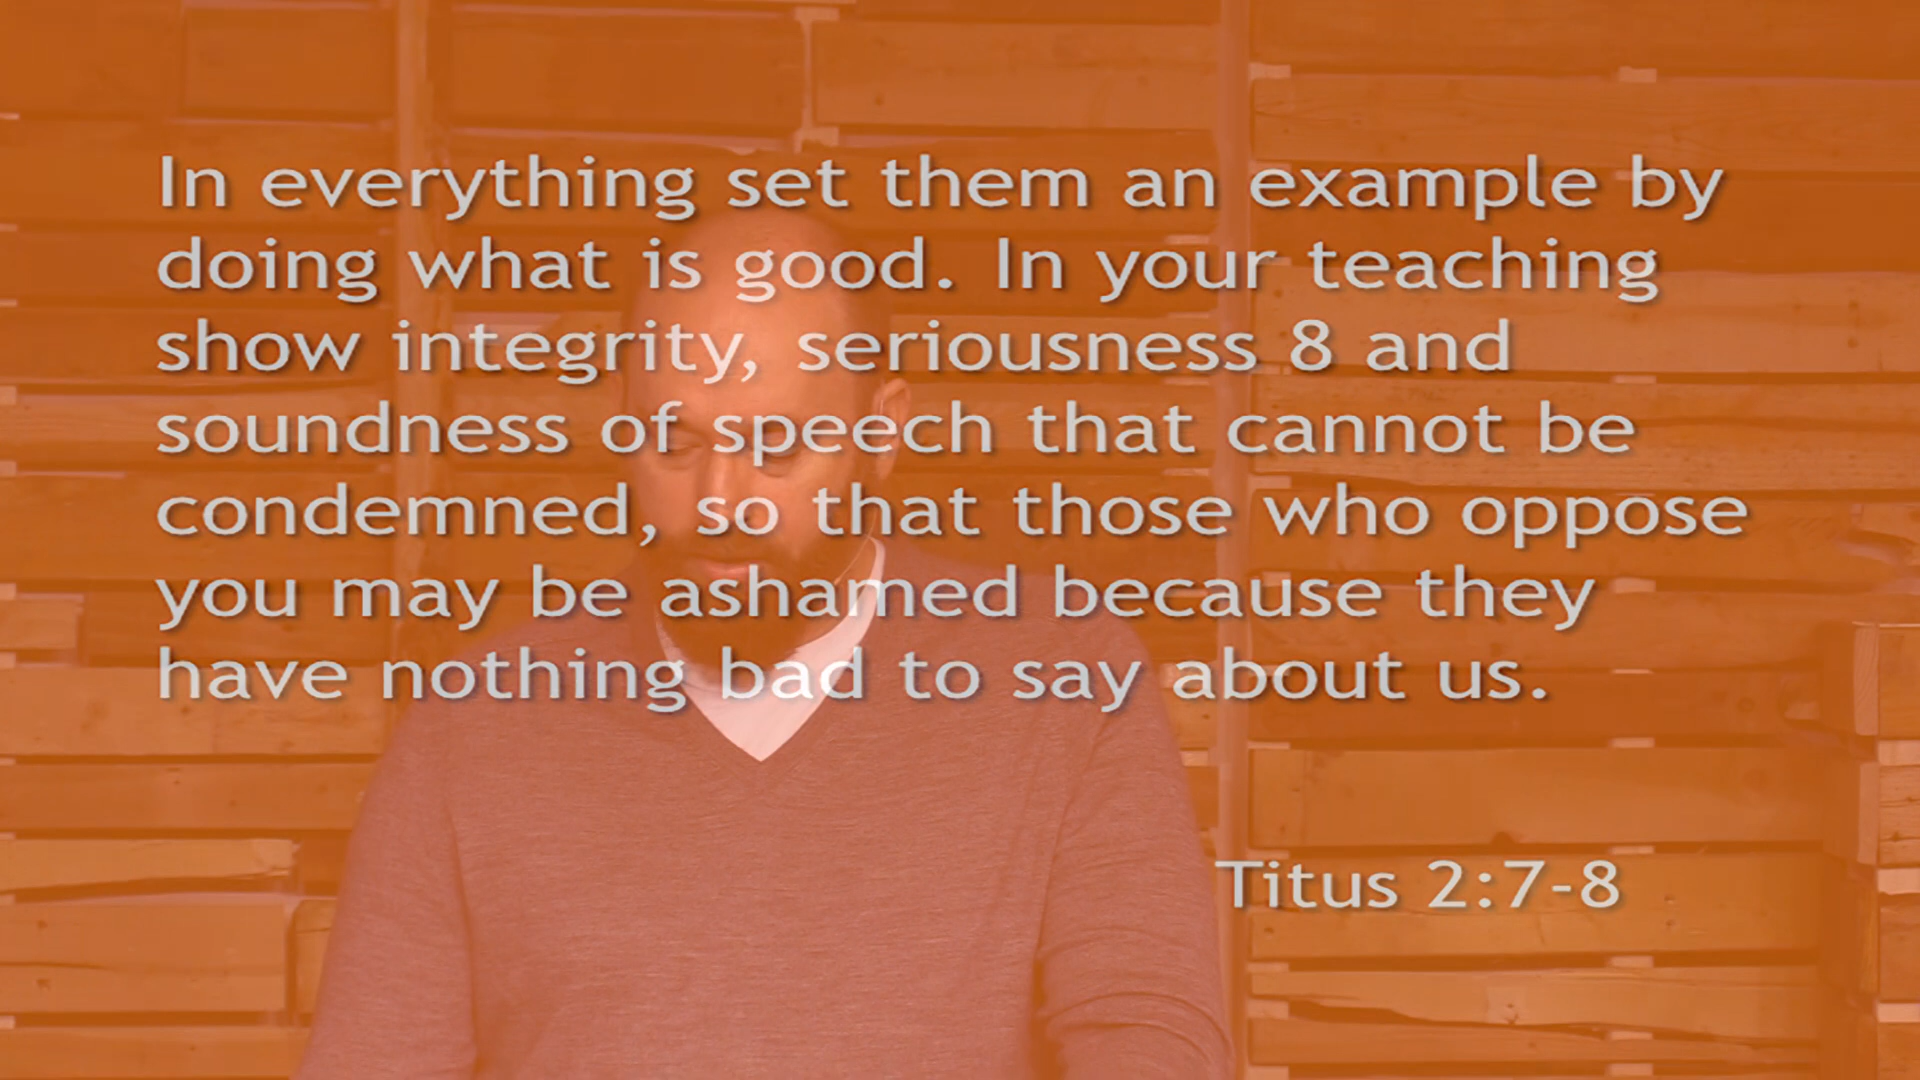 In everything set them an example by
doing what is good. In your teaching
show integrity, seriousness 8 and
soundness of speech that cannot be
condemned, so that those who oppose
you may be ashamed because they
have nothing bad to say about us.
Titus 2:7-8